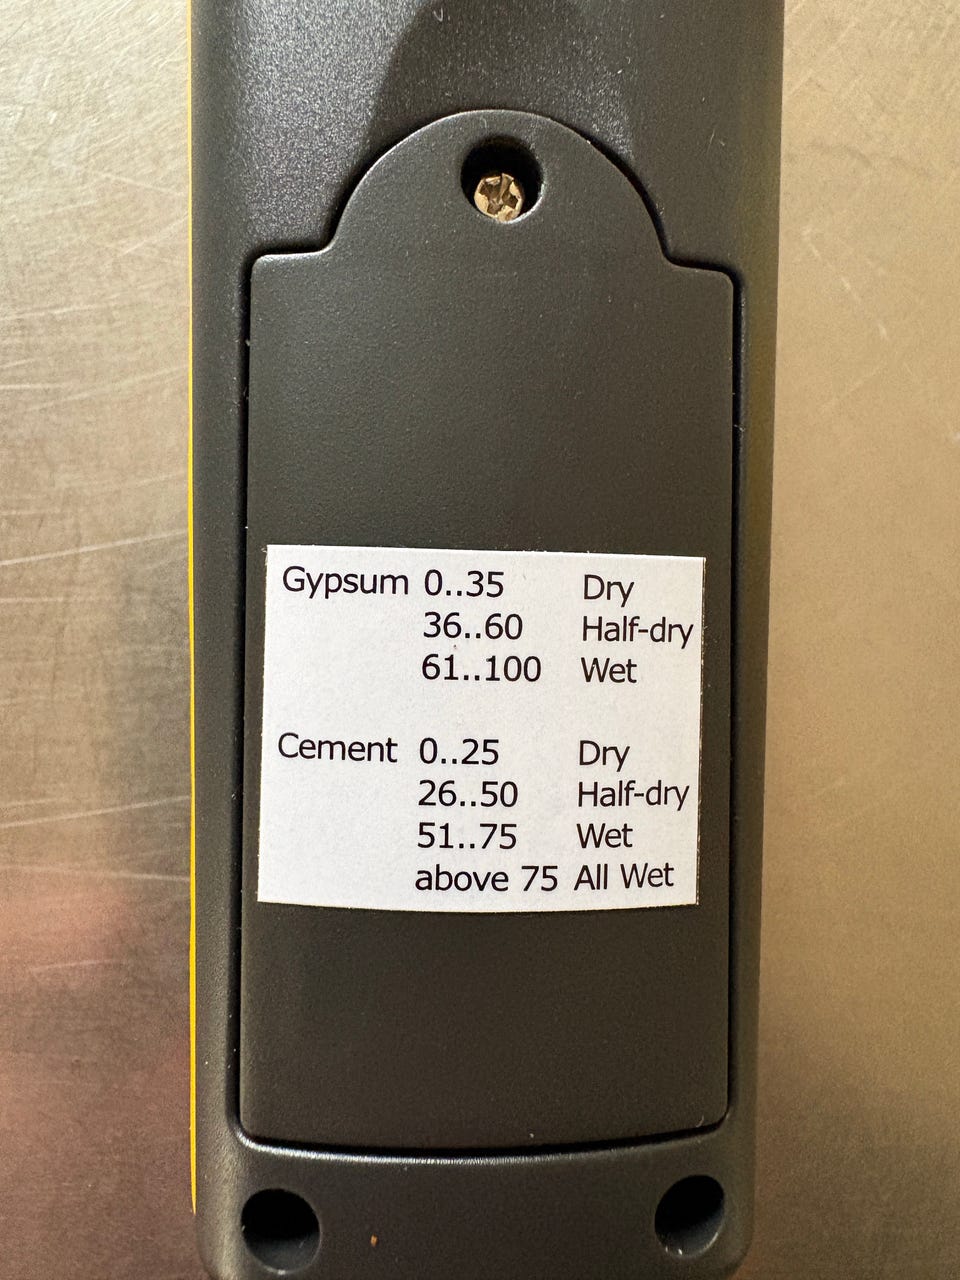 Gypsum 0..35 Dry
36..60 Half-dry
61..100 Wet
Cement 0..25 Dry
26..50 Half-dry
51..75 Wet
above 75 All Wet